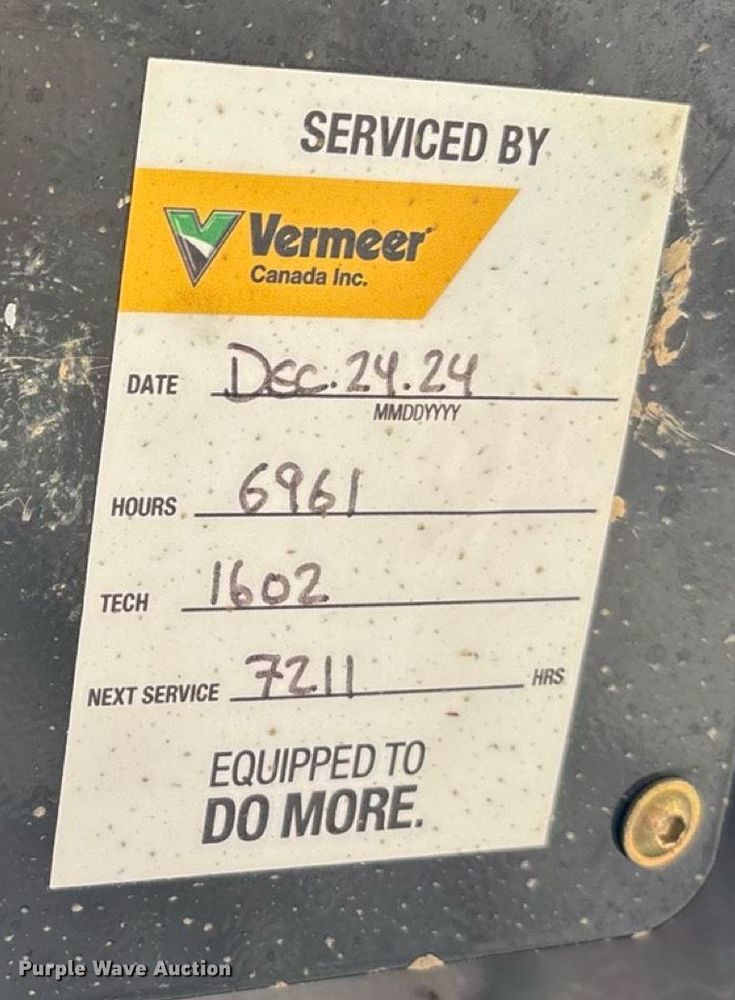 SERVICED BY
Vermeer
Canada Inc.
DATE Dec. 24. 24
MMDDYYYY
HOURS 6961
TECH 1602
NEXT SERVICE 7211 HRS
EQUIPPED TO
DO MORE.
Purple Wave Auction